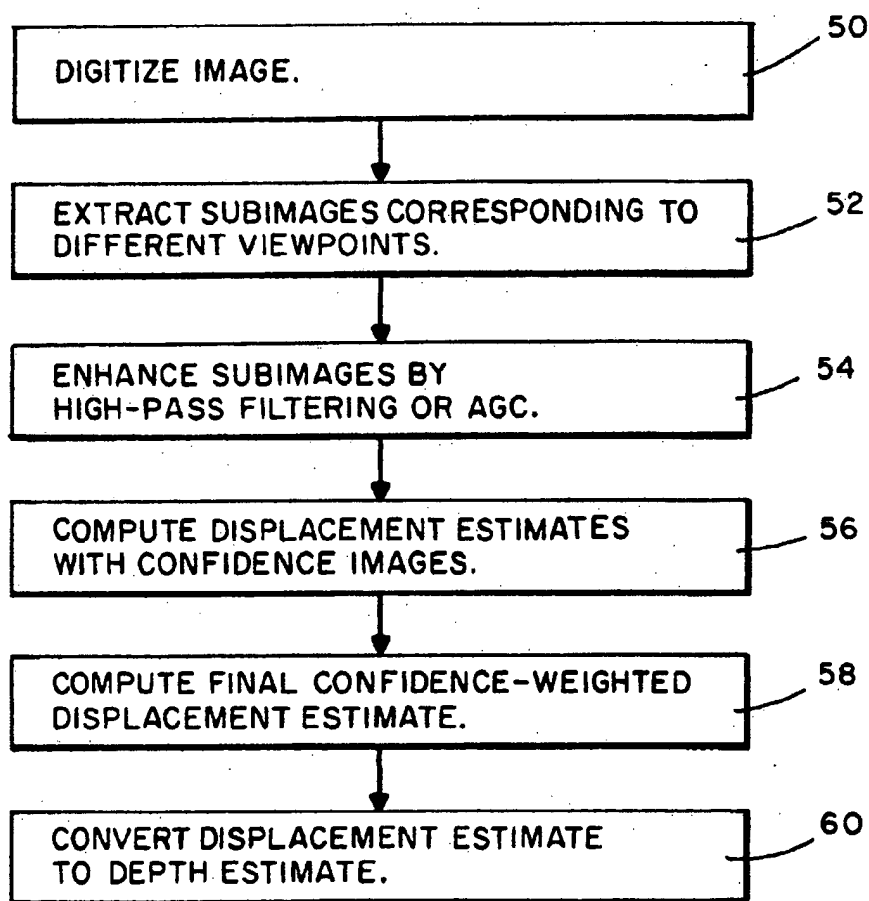 50
DIGITIZE IMAGE.
52
EXTRACT SUBIMAGES CORRESPONDING TO
DIFFERENT VIEWPOINTS.
54
ENHANCE SUBIMAGES BY
HIGH-PASS FILTERING OR AGC.
56
COMPUTE DISPLACEMENT ESTIMATES
WITH CONFIDENCE IMAGES.
58
COMPUTE FINAL CONFIDENCE-WEIGHTED
DISPLACEMENT ESTIMATE.
60
CONVERT DISPLACEMENT ESTIMATE
TO DEPTH ESTIMATE.